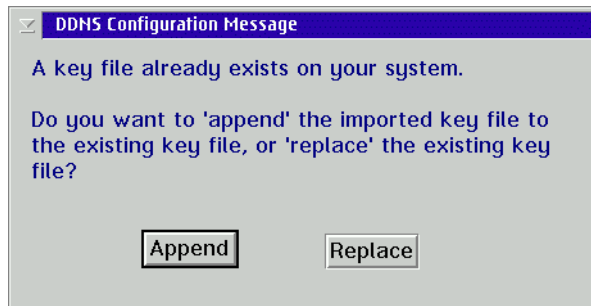 DDNS Configuration Message
A key file already exists on your system.
Do you want to 'append' the imported key file to
the existing key file, or 'replace' the existing key
file?
Append
Replace